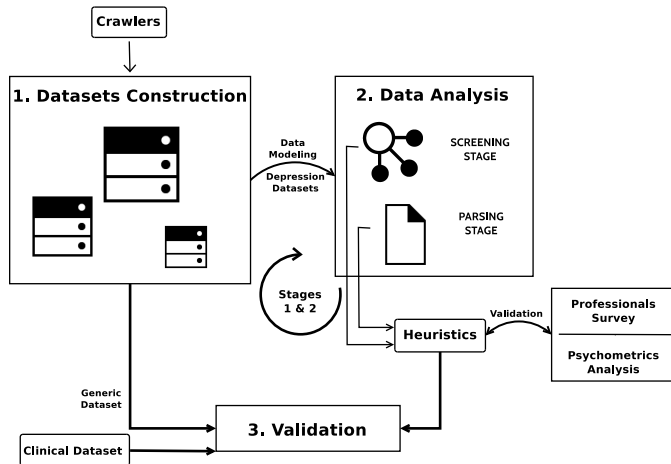 Crawlers
1. Datasets Construction
2. Data Analysis
SCREENING
STAGE
Data
Modeling
Depression
Datasets
PARSING
STAGE
Stages
1 & 2
Heuristics
Validation
Professionals
Survey
Psychometrics
Analysis
Generic
Dataset
3. Validation
Clinical Dataset